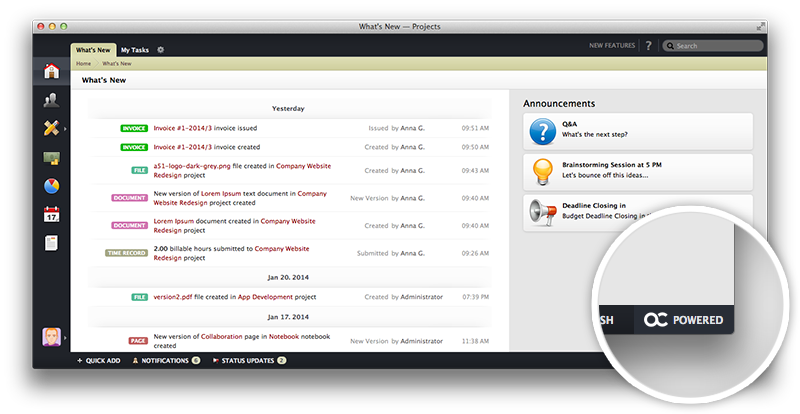 What's New — Projects
What's New
My Tasks
NEW FEATURES
?
Search
Home
What's New
What's New
Yesterday
INVOICE Invoice #1-2014/3 invoice issued Issued by Anna G. 09:51 AM
INVOICE Invoice #1-2014/3 invoice created Created by Anna G. 09:50 AM
FILE a51-logo-dark-grey.png file created in Company Website Created by Anna G. 09:43 AM
Redesign project
DOCUMENT New version of Lorem Ipsum text document in Company New Version by Anna G. 09:40 AM
Website Redesign project created
DOCUMENT Lorem Ipsum document created in Company Website Created by Anna G. 09:40 AM
Redesign project
TIME RECORD 2.00 billable hours submitted to Company Website Submitted by Anna G. 09:26 AM
Redesign project
Jan 20. 2014
FILE version2.pdf file created in App Development project Created by Administrator 07:39 PM
Jan 17. 2014
PAGE New version of Collaboration page in Notebook notebook New Version by Administrator 11:38 AM
created
Announcements
Q&A
What's the next step?
Brainstorming Session at 5 PM
Let's bounce off this ideas...
Deadline Closing in
Budget Deadline Closing in
17
+ QUICK ADD
NOTIFICATIONS 6
STATUS UPDATES 2
SH
POWERED